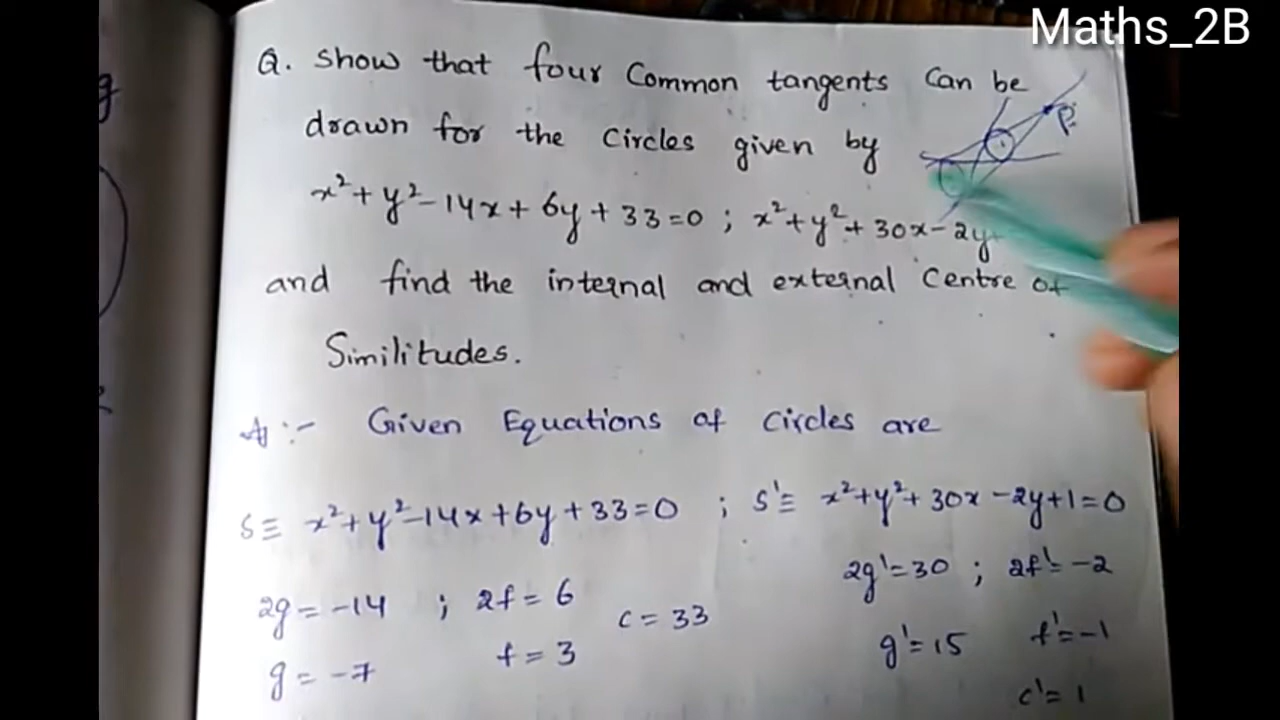 Maths_2B
Q. Show that four Common tangents Can be
drawn for the Circles given by
x²+y²-14x+6y+33=0 ; x²+y²+30x-2y
and find the internal and external Centre of
Similitudes.
P
A :- Given Equations of Circles are
S≡ x²+y²-14x+6y+33=0 ; S'≡ x²+y²+30x-2y+1=0
2g=-14 ; 2f=6 c=33 2g'=30 ; 2f'=-2
g=-7 f=3 g'=15 f'=-1
c'=1